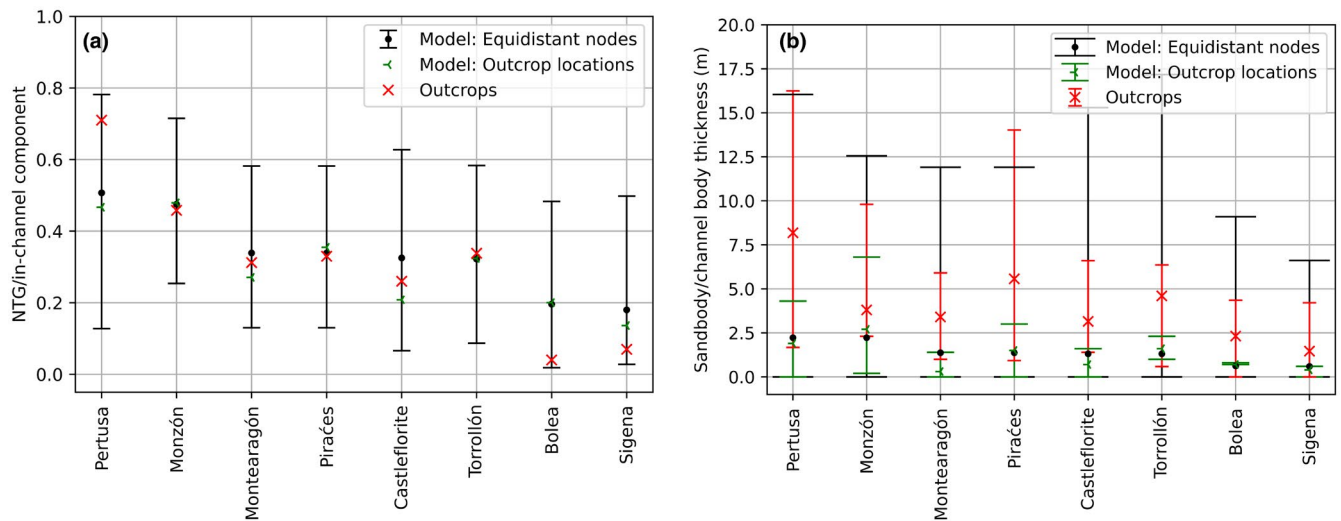 (a)
Model: Equidistant nodes
Model: Outcrop locations
Outcrops
NTG/in-channel component
1.0
0.8
0.6
0.4
0.2
0.0
Pertusa
Monzón
Montearagón
Piraćes
Castleflorite
Torrollón
Bolea
Sigena
(b)
Model: Equidistant nodes
Model: Outcrop locations
Outcrops
Sandbody/channel body thickness (m)
20.0
17.5
15.0
12.5
10.0
7.5
5.0
2.5
0.0
Pertusa
Monzón
Montearagón
Piraćes
Castleflorite
Torrollón
Bolea
Sigena